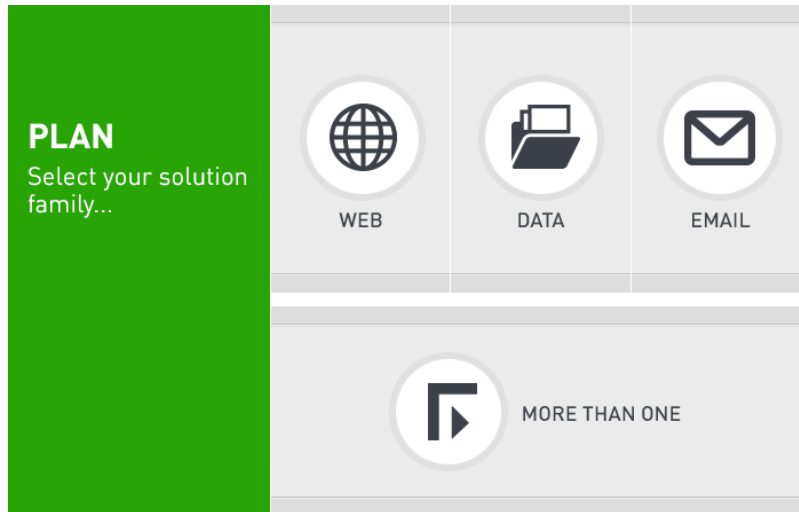 PLAN
Select your solution
family...
WEB
DATA
EMAIL
MORE THAN ONE